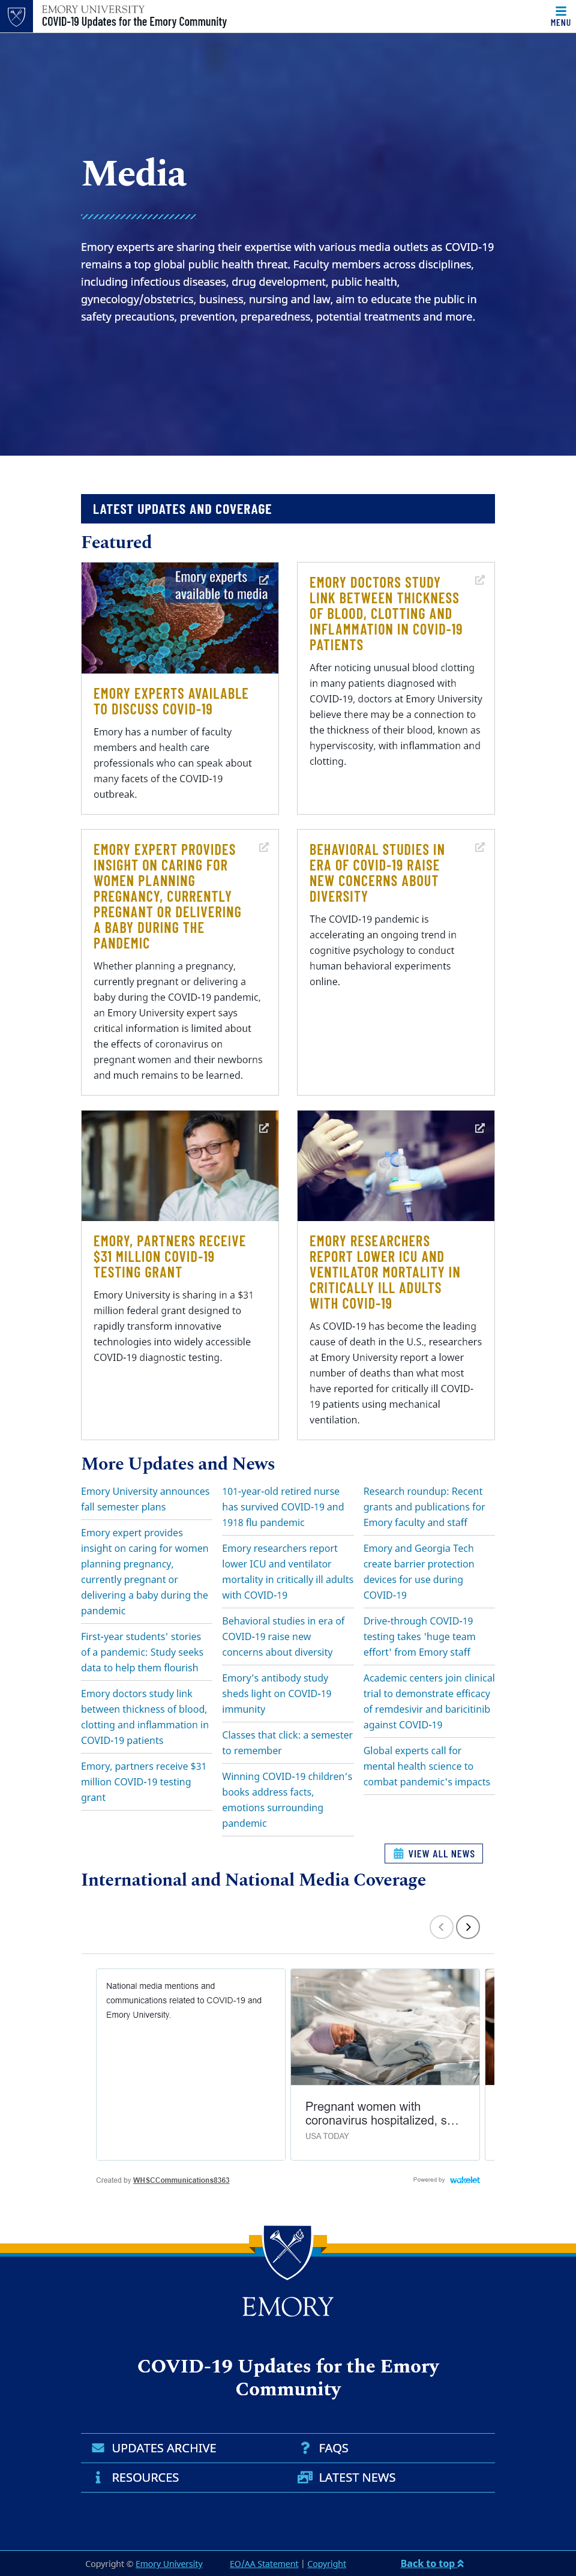 EMORY UNIVERSITY
COVID-19 Updates for the Emory Community
MENU
Media
Emory experts are sharing their expertise with various media outlets as COVID-19
remains a top global public health threat. Faculty members across disciplines,
including infectious diseases, drug development, public health,
gynecology/obstetrics, business, nursing and law, aim to educate the public in
safety precautions, prevention, preparedness, potential treatments and more.
LATEST UPDATES AND COVERAGE
Featured
Emory experts
available to media
EMORY EXPERTS AVAILABLE
TO DISCUSS COVID-19
Emory has a number of faculty
members and health care
professionals who can speak about
many facets of the COVID-19
outbreak.
EMORY DOCTORS STUDY
LINK BETWEEN THICKNESS
OF BLOOD, CLOTTING AND
INFLAMMATION IN COVID-19
PATIENTS
After noticing unusual blood clotting
in many patients diagnosed with
COVID-19, doctors at Emory University
believe there may be a connection to
the thickness of their blood, known as
hyperviscosity, with inflammation and
clotting.
EMORY EXPERT PROVIDES
INSIGHT ON CARING FOR
WOMEN PLANNING
PREGNANCY, CURRENTLY
PREGNANT OR DELIVERING
A BABY DURING THE
PANDEMIC
Whether planning a pregnancy,
currently pregnant or delivering a
baby during the COVID-19 pandemic,
an Emory University expert says
critical information is limited about
the effects of coronavirus on
pregnant women and their newborns
and much remains to be learned.
BEHAVIORAL STUDIES IN
ERA OF COVID-19 RAISE
NEW CONCERNS ABOUT
DIVERSITY
The COVID-19 pandemic is
accelerating an ongoing trend in
cognitive psychology to conduct
human behavioral experiments
online.
EMORY, PARTNERS RECEIVE
$31 MILLION COVID-19
TESTING GRANT
Emory University is sharing in a $31
million federal grant designed to
rapidly transform innovative
technologies into widely accessible
COVID-19 diagnostic testing.
EMORY RESEARCHERS
REPORT LOWER ICU AND
VENTILATOR MORTALITY IN
CRITICALLY ILL ADULTS
WITH COVID-19
As COVID-19 has become the leading
cause of death in the U.S., researchers
at Emory University report a lower
number of deaths than what most
have reported for critically ill COVID-
19 patients using mechanical
ventilation.
More Updates and News
Emory University announces
fall semester plans
Emory expert provides
insight on caring for women
planning pregnancy,
currently pregnant or
delivering a baby during the
pandemic
First-year students' stories
of a pandemic: Study seeks
data to help them flourish
Emory doctors study link
between thickness of blood,
clotting and inflammation in
COVID-19 patients
Emory, partners receive $31
million COVID-19 testing
grant
101-year-old retired nurse
has survived COVID-19 and
1918 flu pandemic
Emory researchers report
lower ICU and ventilator
mortality in critically ill adults
with COVID-19
Behavioral studies in era of
COVID-19 raise new
concerns about diversity
Emory's antibody study
sheds light on COVID-19
immunity
Classes that click: a semester
to remember
Winning COVID-19 children's
books address facts,
emotions surrounding
pandemic
Research roundup: Recent
grants and publications for
Emory faculty and staff
Emory and Georgia Tech
create barrier protection
devices for use during
COVID-19
Drive-through COVID-19
testing takes 'huge team
effort' from Emory staff
Academic centers join clinical
trial to demonstrate efficacy
of remdesivir and baricitinib
against COVID-19
Global experts call for
mental health science to
combat pandemic's impacts
VIEW ALL NEWS
International and National Media Coverage
National media mentions and
communications related to COVID-19 and
Emory University.
Pregnant women with
coronavirus hospitalized, s…
USA TODAY
Created by WHSCCommunications8363
Powered by wakelet
EMORY
COVID-19 Updates for the Emory
Community
UPDATES ARCHIVE
FAQS
RESOURCES
LATEST NEWS
Copyright © Emory University
EO/AA Statement | Copyright
Back to top